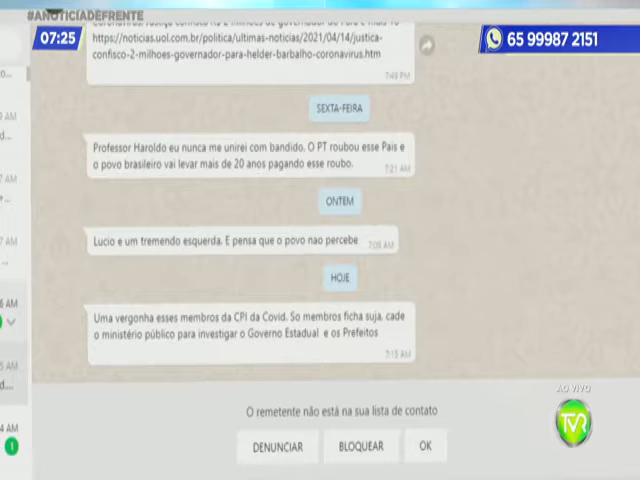 #ANOTICIADEFRENTE
07:25
65 99987 2151
https://noticias.uol.com.br/politica/ultimas-noticias/2021/04/14/justica-
confisco-2-milhoes-governador-para-helder-barbalho-coronavirus.htm
7:49 PM
SEXTA-FEIRA
Professor Haroldo eu nunca me unirei com bandido. O PT roubou esse Pais e
o povo brasileiro vai levar mais de 20 anos pagando esse roubo.
7:21 AM
ONTEM
Lucio e um tremendo esquerda. E pensa que o povo nao percebe
7:09 AM
HOJE
Uma vergonha esses membros da CPI da Covid. So membros ficha suja, cade
o ministério público para investigar o Governo Estadual e os Prefeitos
7:15 AM
O remetente não está na sua lista de contato
DENUNCIAR
BLOQUEAR
OK
AO VIVO
TVR